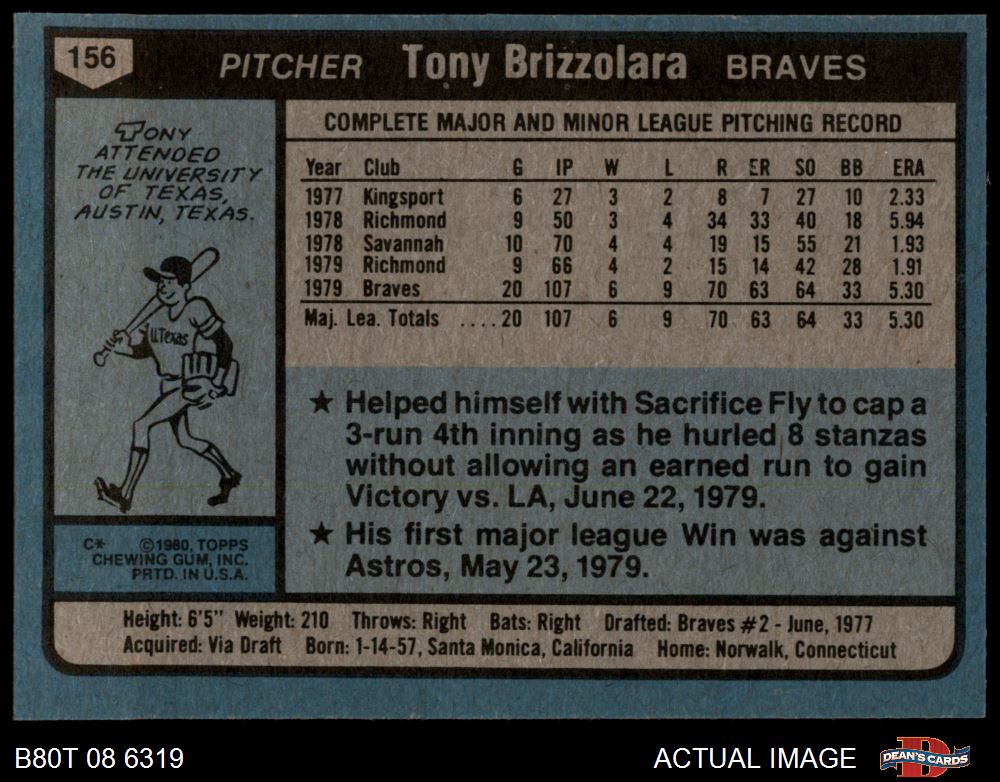 156
PITCHER Tony Brizzolara BRAVES
TONY
ATTENDED
THE UNIVERSITY
OF TEXAS,
AUSTIN, TEXAS.
U.Texas
C* ©1980, TOPPS
CHEWING GUM, INC.
PRTD. IN U.S.A.
COMPLETE MAJOR AND MINOR LEAGUE PITCHING RECORD
Year Club G IP W L R ER SO BB ERA
1977 Kingsport 6 27 3 2 8 7 27 10 2.33
1978 Richmond 9 50 3 4 34 33 40 18 5.94
1978 Savannah 10 70 4 4 19 15 55 21 1.93
1979 Richmond 9 66 4 2 15 14 42 28 1.91
1979 Braves 20 107 6 9 70 63 64 33 5.30
Maj. Lea. Totals ....20 107 6 9 70 63 64 33 5.30
★ Helped himself with Sacrifice Fly to cap a
3-run 4th inning as he hurled 8 stanzas
without allowing an earned run to gain
Victory vs. LA, June 22, 1979.
★ His first major league Win was against
Astros, May 23, 1979.
Height: 6'5" Weight: 210 Throws: Right Bats: Right Drafted: Braves #2 - June, 1977
Acquired: Via Draft Born: 1-14-57, Santa Monica, California Home: Norwalk, Connecticut
B80T 08 6319
ACTUAL IMAGE
DEAN'S CARDS